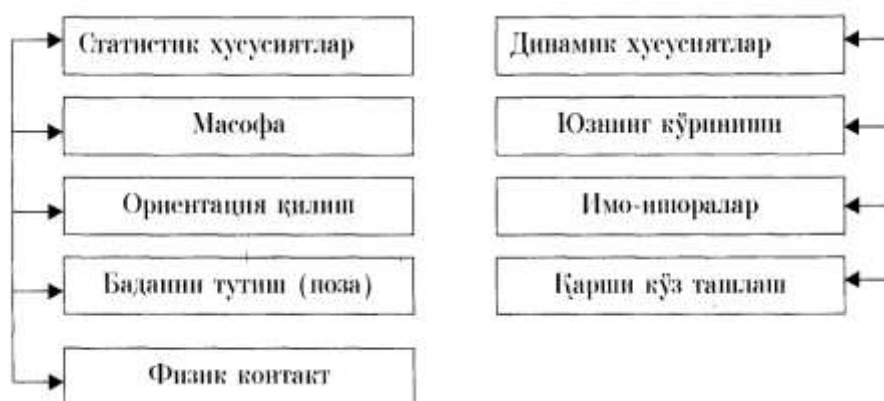 Статистик хусусиятлар
Масофа
Ориентация қилиш
Баданни тутиш (поза)
Физик контакт
Динамик хусусиятлар
Юзнинг кўриниши
Имо-ишоралар
Қарши кўз ташлаш